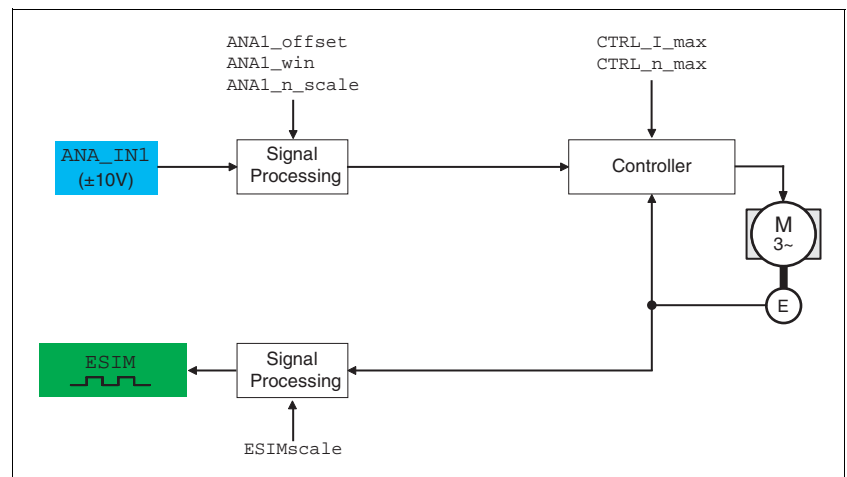 ANA1_offset
ANA1_win
ANA1_n_scale
CTRL_I_max
CTRL_n_max
ANA_IN1
(±10V)
Signal
Processing
Controller
M
3~
E
ESIM
Signal
Processing
ESIMscale